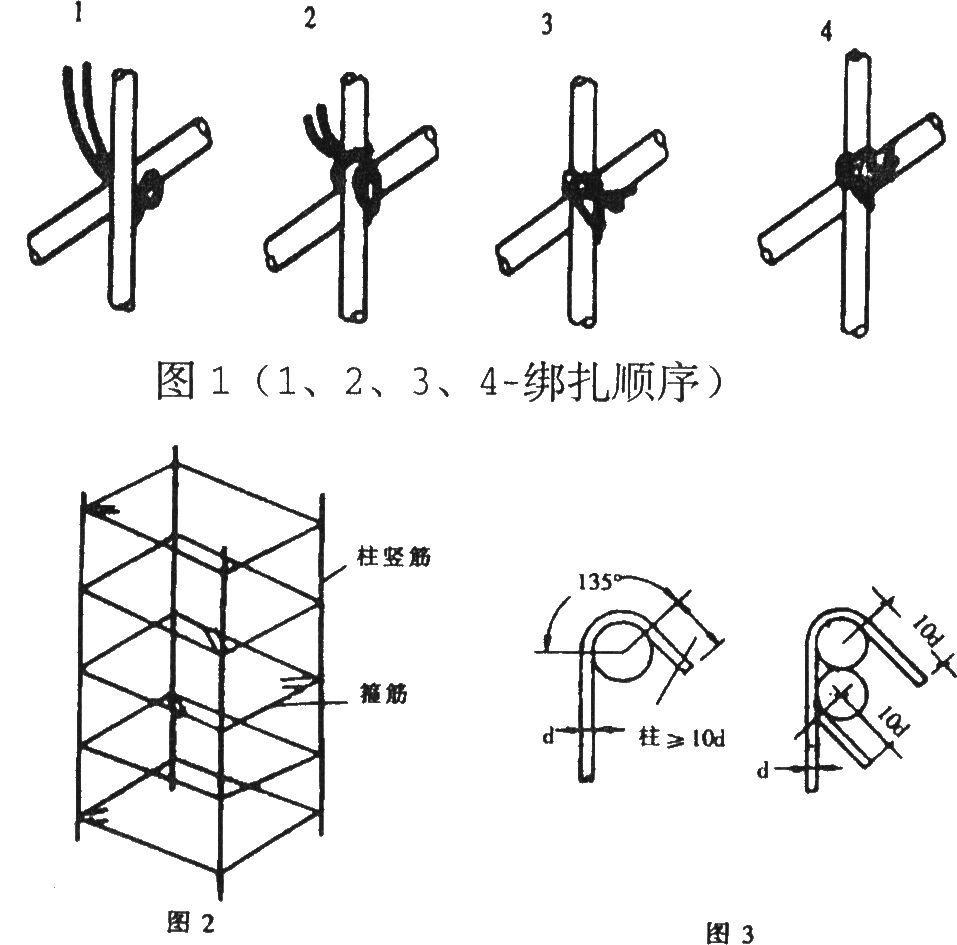 1 2 3 4
图 1（1、2、3、4-绑扎顺序）
柱竖筋
箍筋
图 2
135°
d
柱 ≥ 10d
10d
10d
d
图 3